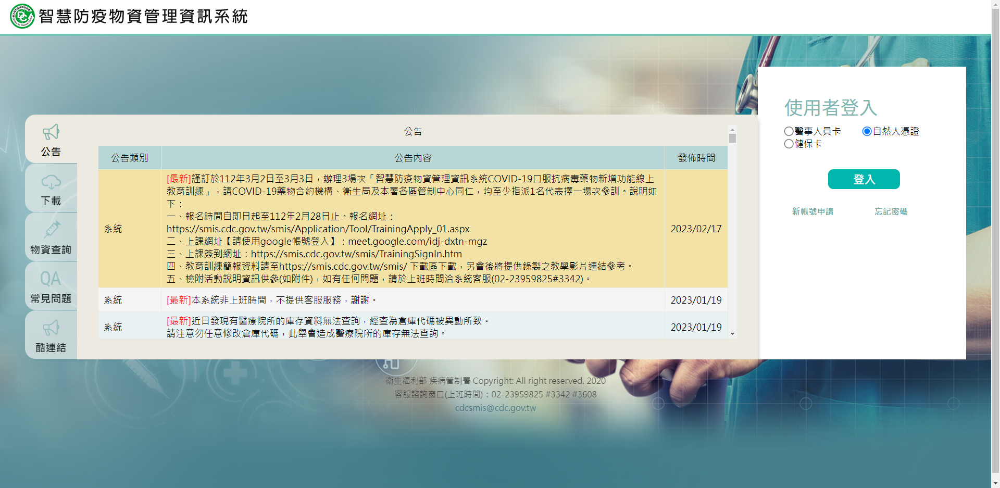 智慧防疫物資管理資訊系統
公告
下載
物資查詢
QA
常見問題
酷連結
公告
公告類別 公告內容 發佈時間
系統
[最新]謹訂於112年3月2日至3月3日，辦理3場次「智慧防疫物資管理資訊系統COVID-19口服抗病毒藥物新增功能線上
教育訓練」，請COVID-19藥物合約機構、衛生局及本署各區管制中心同仁，均至少指派1名代表擇一場次參訓。說明如
下：
一、報名時間自即日起至112年2月28日止。報名網址：
https://smis.cdc.gov.tw/smis/Application/Tool/TrainingApply_01.aspx
二、上課網址【請使用google帳號登入】：meet.google.com/idj-dxtn-mgz
三、上課簽到網址：https://smis.cdc.gov.tw/smis/TrainingSignIn.htm
四、教育訓練簡報資料請至https://smis.cdc.gov.tw/smis/ 下載區下載，另會後將提供錄製之教學影片連結參考。
五、檢附活動說明資訊供參(如附件)，如有任何問題，請於上班時間洽系統客服(02-23959825#3342)。
2023/02/17
系統 [最新]本系統非上班時間，不提供客服服務，謝謝。 2023/01/19
系統
[最新]近日發現有醫療院所的庫存資料無法查詢，經查為倉庫代碼被異動所致。
請注意勿任意修改倉庫代碼，此舉會造成醫療院所的庫存無法查詢。
2023/01/19
使用者登入
醫事人員卡 自然人憑證
健保卡
登入
新帳號申請 忘記密碼
衛生福利部 疾病管制署 Copyright: All right reserved. 2020
客服諮詢窗口(上班時間)：02-23959825 #3342 #3608
cdcsmis@cdc.gov.tw